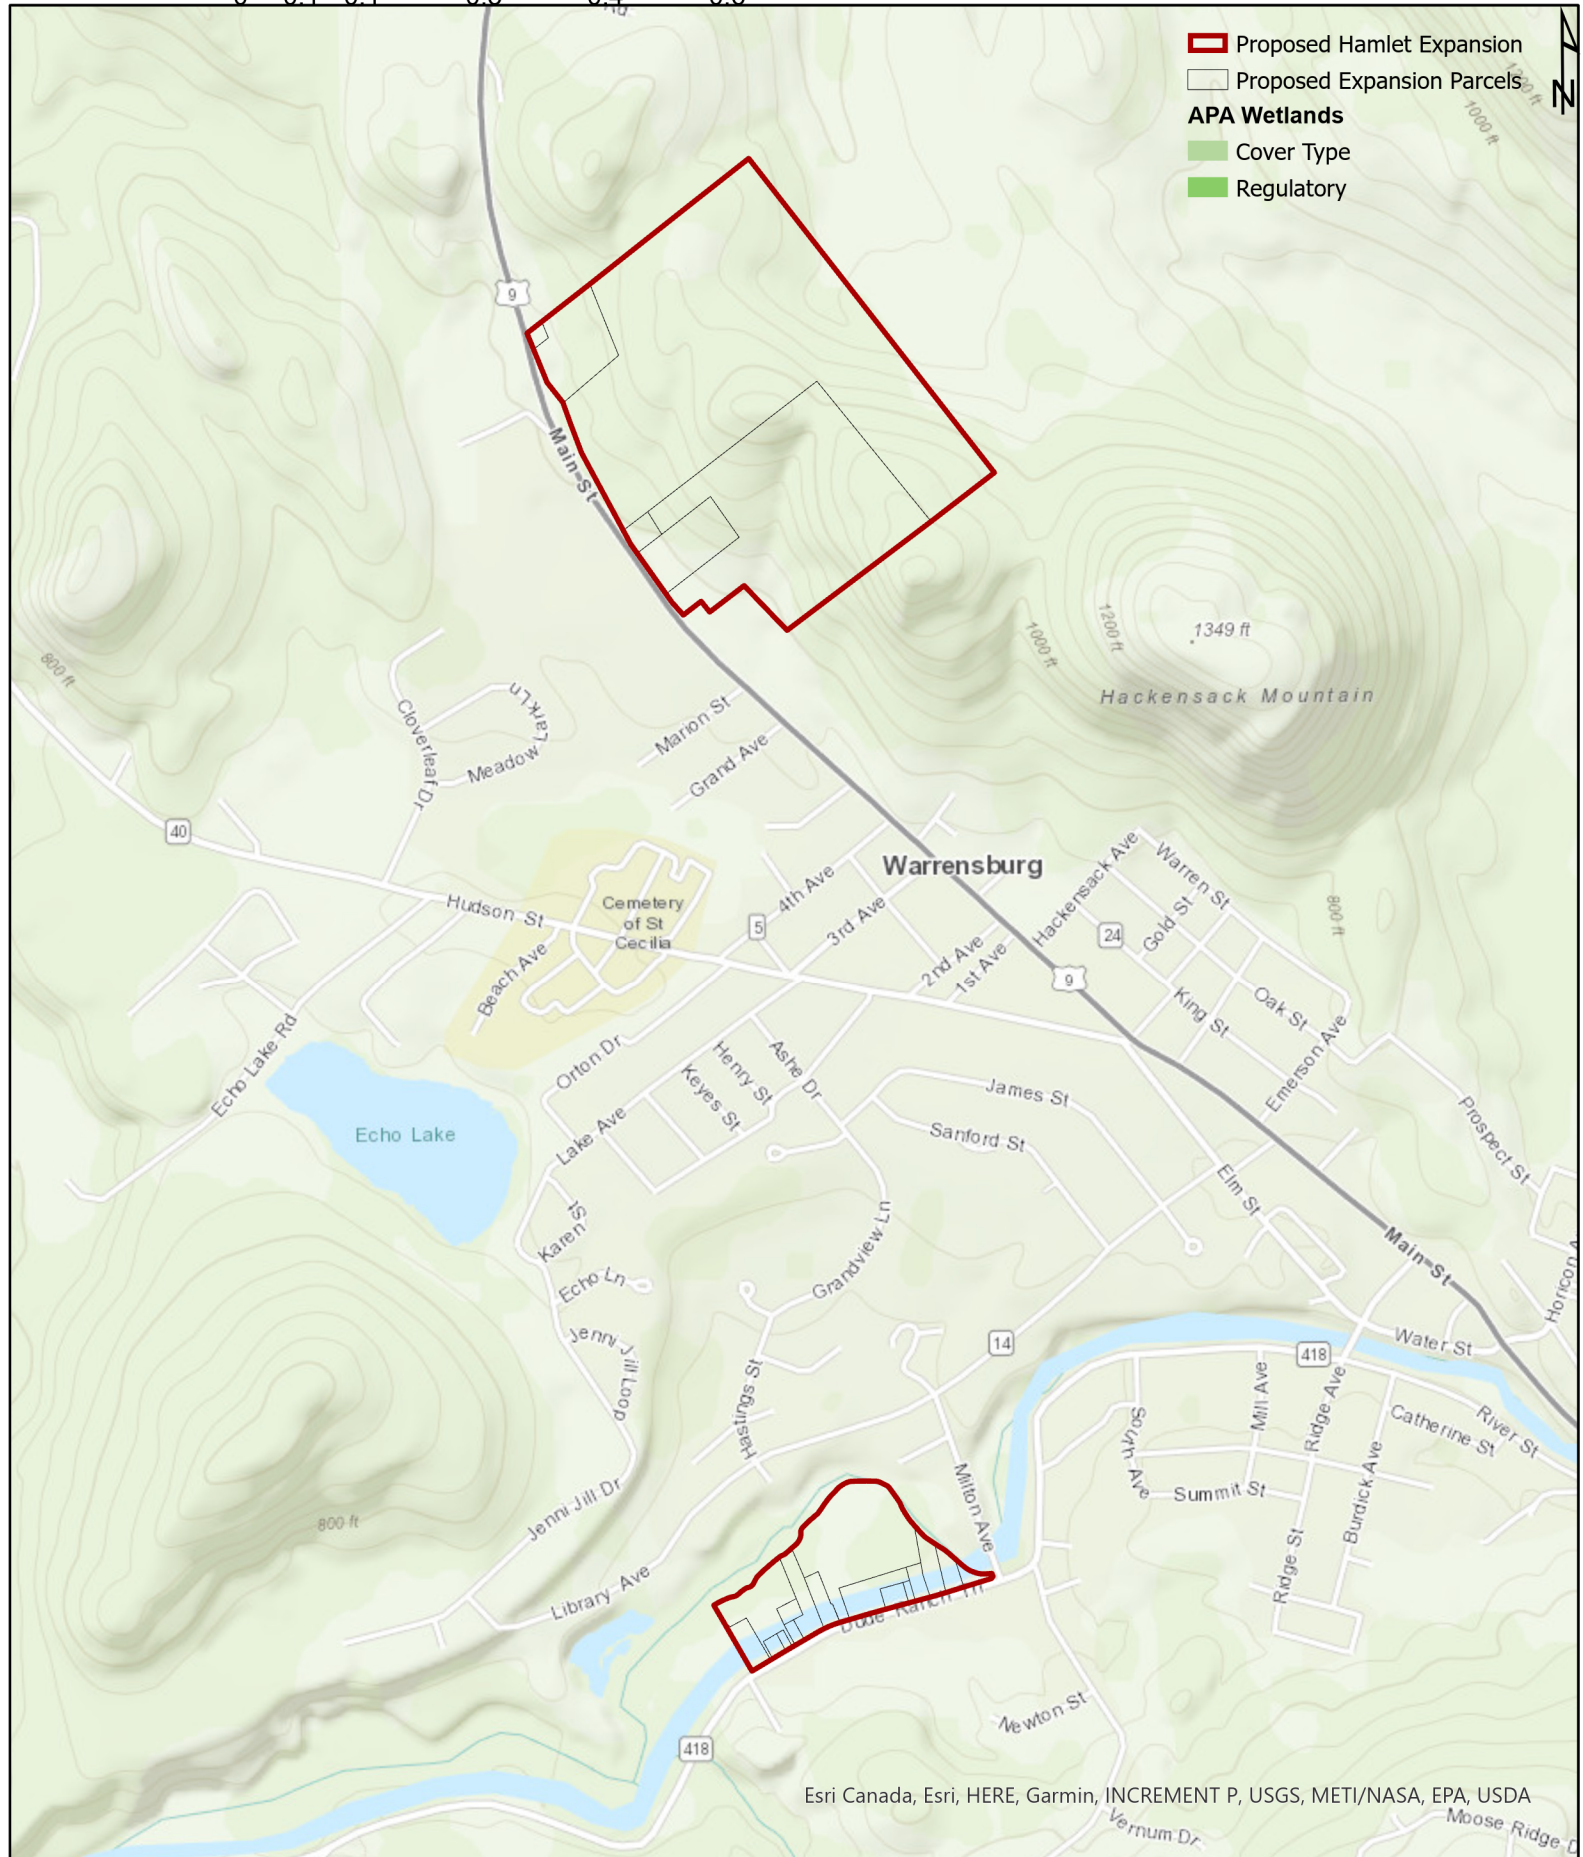 Proposed Hamlet Expansion
Proposed Expansion Parcels
APA Wetlands
Cover Type
Regulatory
N
1200 ft
1000 ft
9
Main St
800 ft
1000 ft
1200 ft
1349 ft
Hackensack Mountain
Cloverleaf Dr
Meadow Lark Ln
Marion St
Grand Ave
40
Hudson St
Cemetery
of St
Cecilia
Beach Ave
5
4th Ave
3rd Ave
2nd Ave
1st Ave
Warrensburg
Hackensack Ave
Warren St
Gold St
24
9
King St
Oak St
Emerson Ave
800 ft
Prospect St
Echo Lake Rd
Echo Lake
Orton Dr
Lake Ave
Henry St
Keyes St
Ashe Dr
James St
Sanford St
Elm St
Karen St
Echo Ln
Jenni Jill Loop
Grandview Ln
Hastings St
14
Main St
Water St
418
Mill Ave
South Ave
Ridge Ave
Catherine St
River St
Summit St
Burdick Ave
Ridge St
Milton Ave
Jenni Jill Dr
800 ft
Library Ave
Dude Ranch
Newton St
418
Esri Canada, Esri, HERE, Garmin, INCREMENT P, USGS, METI/NASA, EPA, USDA
Vernum Dr
Moose Ridge